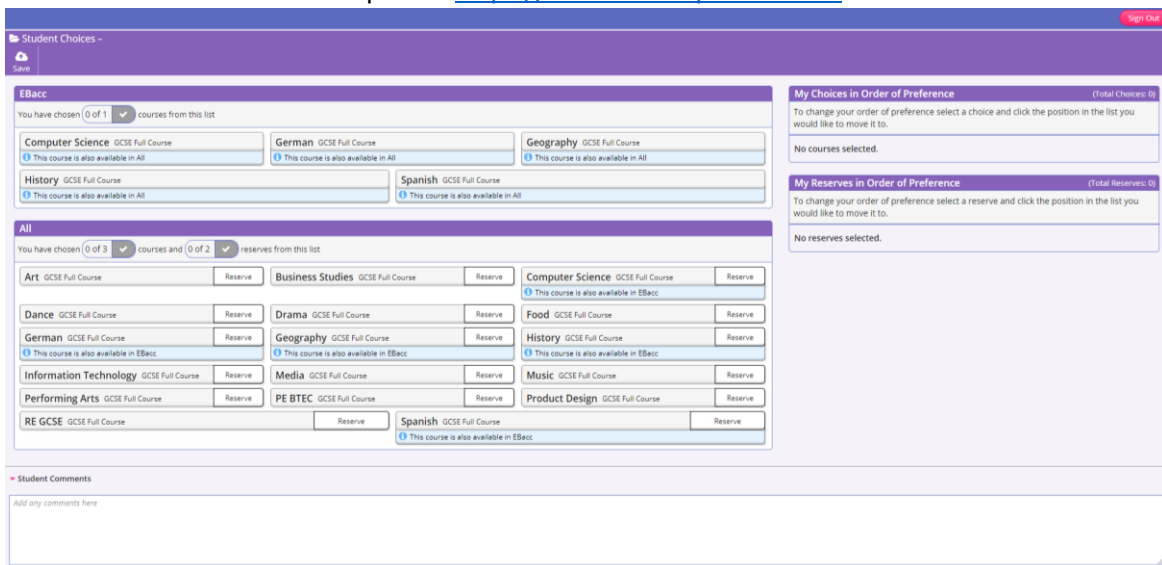 Sign Out
Student Choices –
Save
EBacc
You have chosen 0 of 1 courses from this list
Computer Science GCSE Full Course
This course is also available in All
German GCSE Full Course
This course is also available in All
Geography GCSE Full Course
This course is also available in All
History GCSE Full Course
This course is also available in All
Spanish GCSE Full Course
This course is also available in All
All
You have chosen 0 of 3 courses and 0 of 2 reserves from this list
Art GCSE Full Course Reserve
Business Studies GCSE Full Course Reserve
Computer Science GCSE Full Course Reserve
This course is also available in EBacc
Dance GCSE Full Course Reserve
Drama GCSE Full Course Reserve
Food GCSE Full Course Reserve
German GCSE Full Course Reserve
This course is also available in EBacc
Geography GCSE Full Course Reserve
This course is also available in EBacc
History GCSE Full Course Reserve
This course is also available in EBacc
Information Technology GCSE Full Course Reserve
Media GCSE Full Course Reserve
Music GCSE Full Course Reserve
Performing Arts GCSE Full Course Reserve
PE BTEC GCSE Full Course Reserve
Product Design GCSE Full Course Reserve
RE GCSE GCSE Full Course Reserve
Spanish GCSE Full Course Reserve
This course is also available in EBacc
My Choices in Order of Preference (Total Choices: 0)
To change your order of preference select a choice and click the position in the list you
would like to move it to.
No courses selected.
My Reserves in Order of Preference (Total Reserves: 0)
To change your order of preference select a reserve and click the position in the list you
would like to move it to.
No reserves selected.
Student Comments
Add any comments here